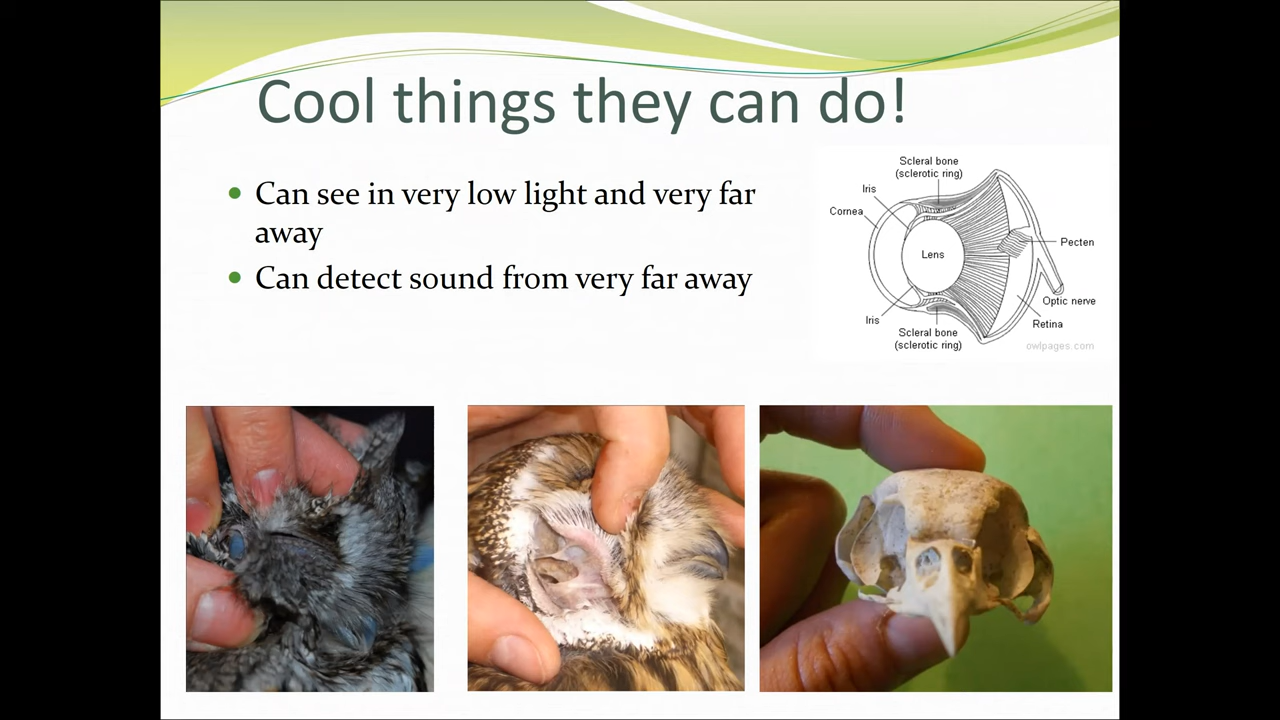 Cool things they can do!
Can see in very low light and very far
away
Can detect sound from very far away
Scleral bone
(sclerotic ring)
Iris
Cornea
Lens
Pecten
Optic nerve
Iris
Retina
Scleral bone
(sclerotic ring)
owlpages.com